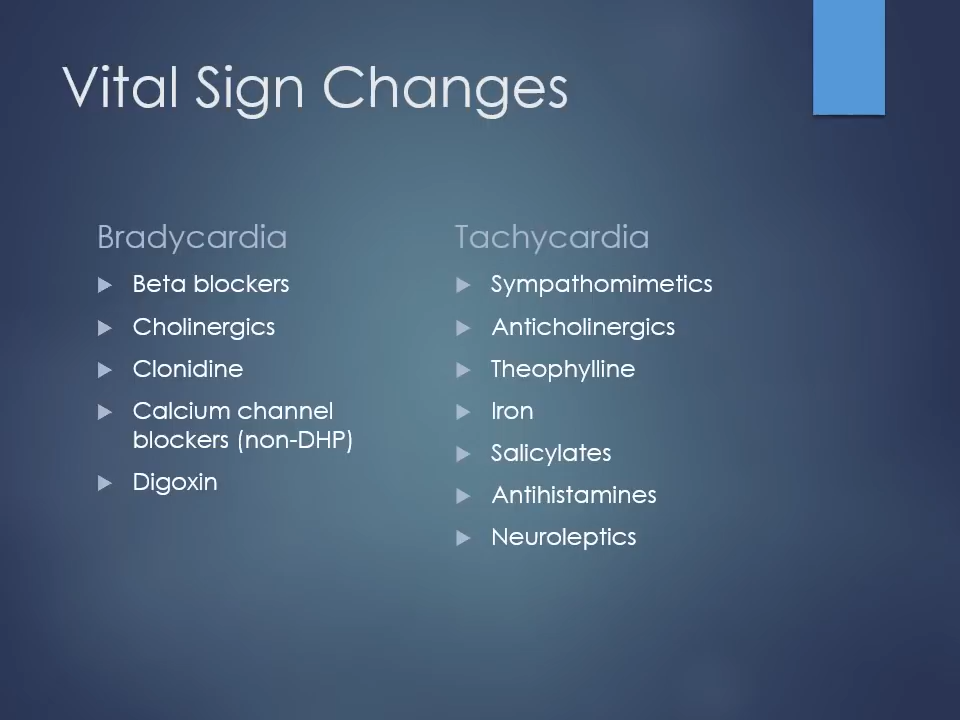 Vital Sign Changes
Bradycardia
Beta blockers
Cholinergics
Clonidine
Calcium channel
blockers (non-DHP)
Digoxin
Tachycardia
Sympathomimetics
Anticholinergics
Theophylline
Iron
Salicylates
Antihistamines
Neuroleptics